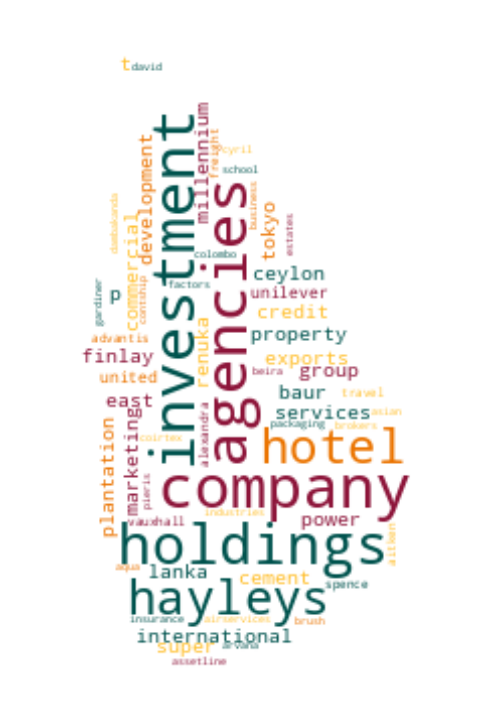 t
david
millennium
cyril
freight
investment
development
school
agencies
business
dambakanda
tokyo
estates
commercial
colombo
ceylon
gardiner
p
contship
factors
unilever
credit
renuka
advantis
property
finlay
exports
beira
group
united
baur
travel
east
services
asian
alexandra
marketing
packaging
brokers
plantation
coirtex
hotel
pieris
company
industries
vauxhall
power
aitken
holdings
aqua
lanka
cement
spence
hayleys
insurance
airservices
brush
international
super
arvana
assetline